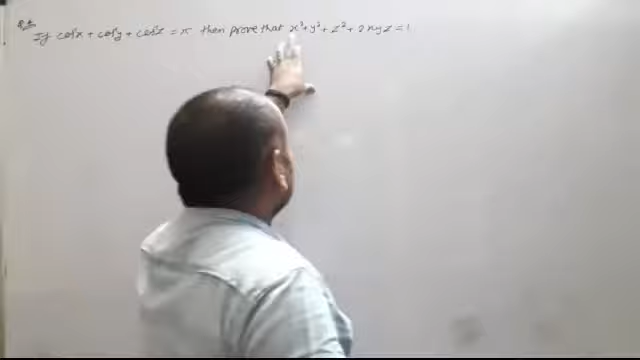 If cos⁻¹x + cos⁻¹y + cos⁻¹z = π then prove that x²+y²+z²+2xyz=1